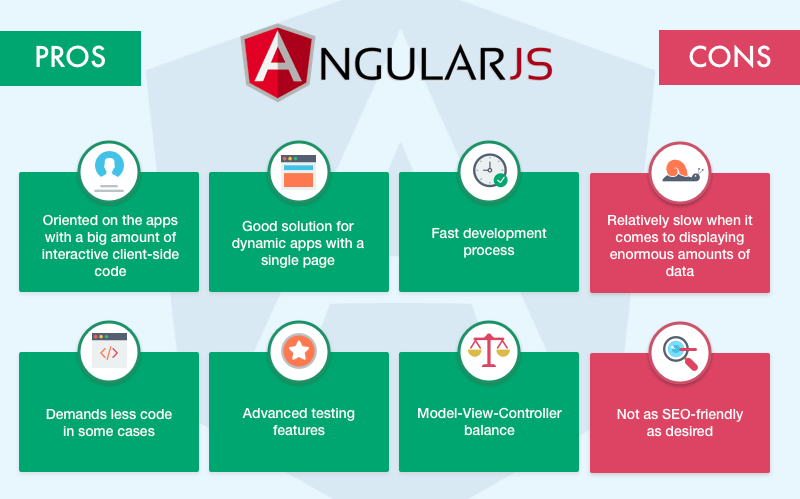 PROS
ANGULARJS
CONS
Oriented on the apps
with a big amount of
interactive client-side
code
Good solution for
dynamic apps with a
single page
Fast development
process
Relatively slow when it
comes to displaying
enormous amounts of
data
</>
Demands less code
in some cases
Advanced testing
features
Model-View-Controller
balance
Not as SEO-friendly
as desired